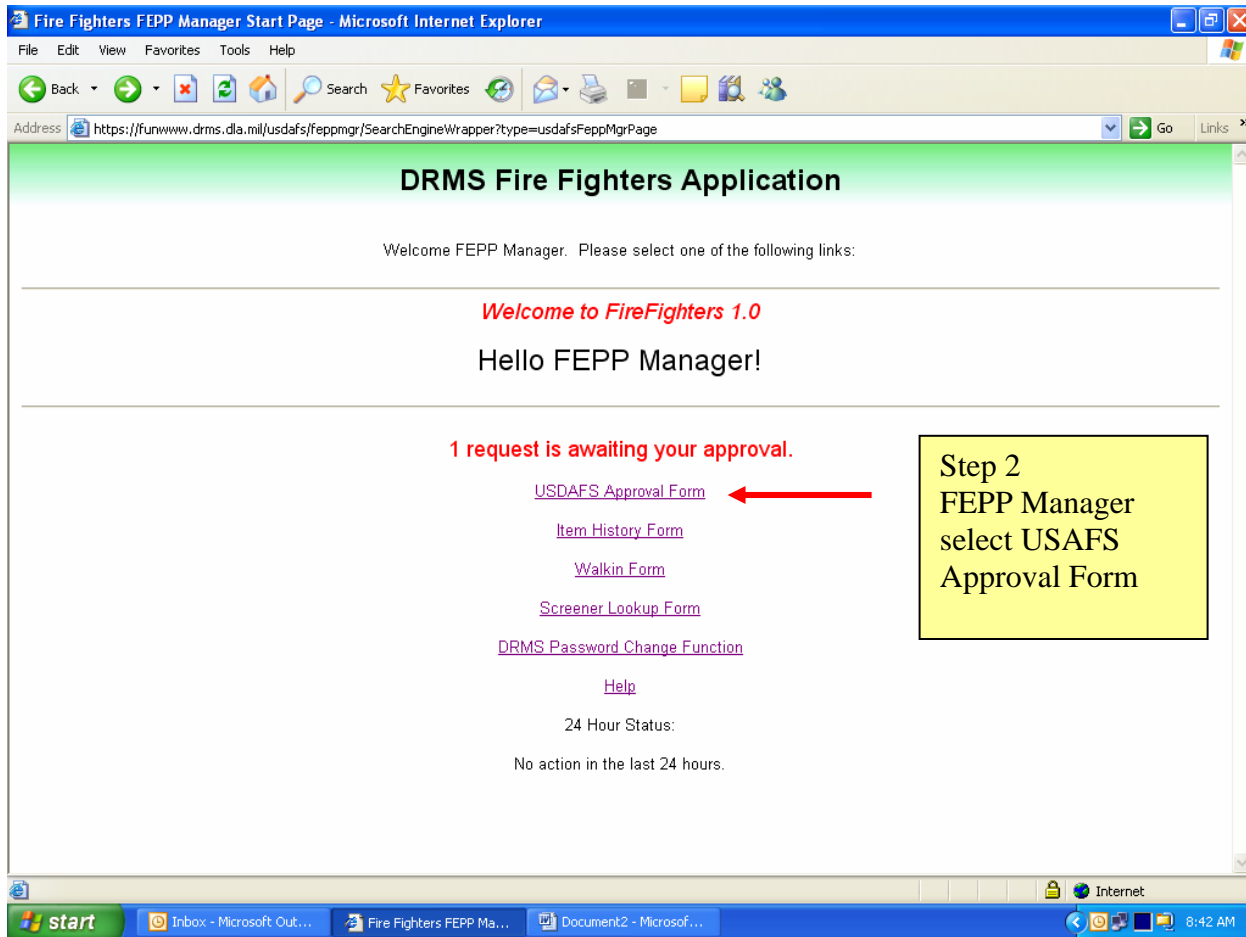 Fire Fighters FEPP Manager Start Page - Microsoft Internet Explorer
File Edit View Favorites Tools Help
Back Search Favorites
Address https://funwww.drms.dla.mil/usdafs/feppmgr/SearchEngineWrapper?type=usdafsFeppMgrPage Go Links »
DRMS Fire Fighters Application
Welcome FEPP Manager. Please select one of the following links:
Welcome to FireFighters 1.0
Hello FEPP Manager!
1 request is awaiting your approval.
USDAFS Approval Form
Item History Form
Walkin Form
Screener Lookup Form
DRMS Password Change Function
Help
24 Hour Status:
No action in the last 24 hours.
Step 2
FEPP Manager
select USAFS
Approval Form
Internet
start Inbox - Microsoft Out... Fire Fighters FEPP Ma... Document2 - Microsof... 8:42 AM